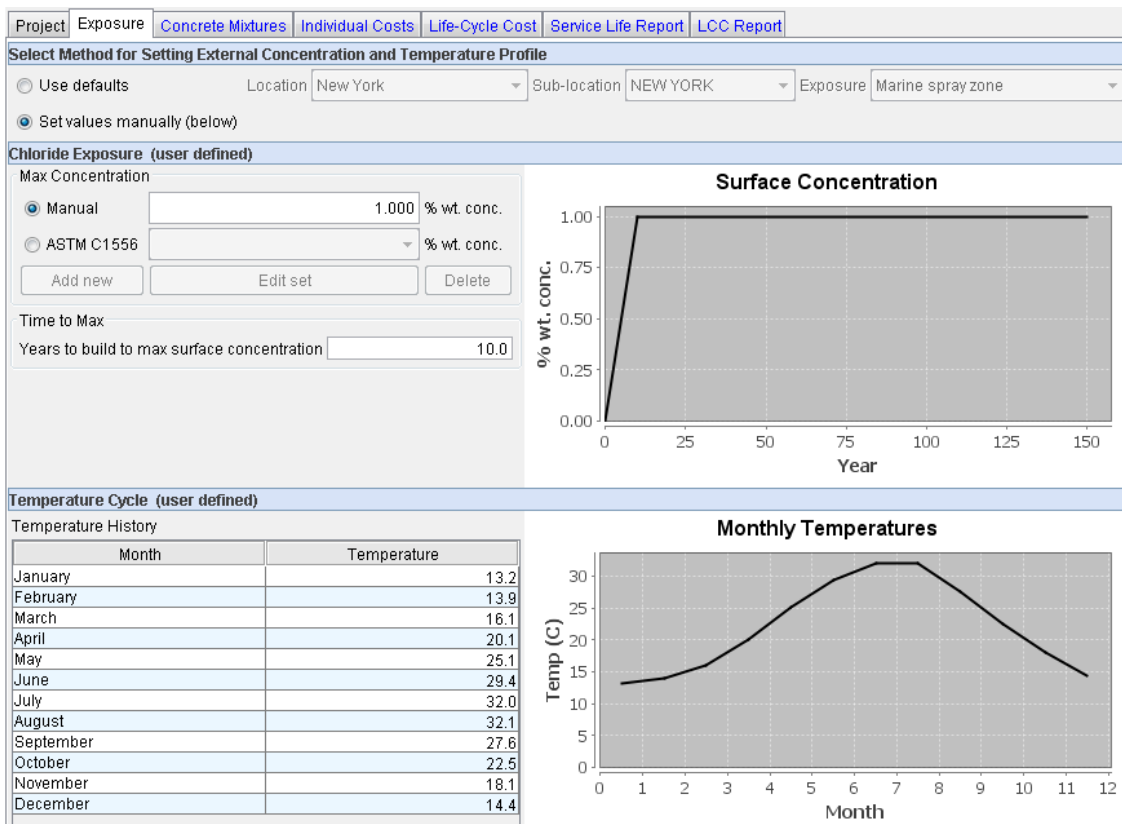 Project Exposure Concrete Mixtures Individual Costs Life-Cycle Cost Service Life Report LCC Report
Select Method for Setting External Concentration and Temperature Profile
Use defaults Location New York Sub-location NEW YORK Exposure Marine spray zone
Set values manually (below)
Chloride Exposure (user defined)
Max Concentration
Manual 1.000 % wt. conc.
ASTM C1556 % wt. conc.
Add new Edit set Delete
Time to Max
Years to build to max surface concentration 10.0
Surface Concentration
1.00
0.75
0.50
0.25
0.00
% wt. conc.
0 25 50 75 100 125 150
Year
Temperature Cycle (user defined)
Temperature History
Month Temperature
January 13.2
February 13.9
March 16.1
April 20.1
May 25.1
June 29.4
July 32.0
August 32.1
September 27.6
October 22.5
November 18.1
December 14.4
Monthly Temperatures
30
25
20
15
10
5
0
Temp (C)
0 1 2 3 4 5 6 7 8 9 10 11 12
Month